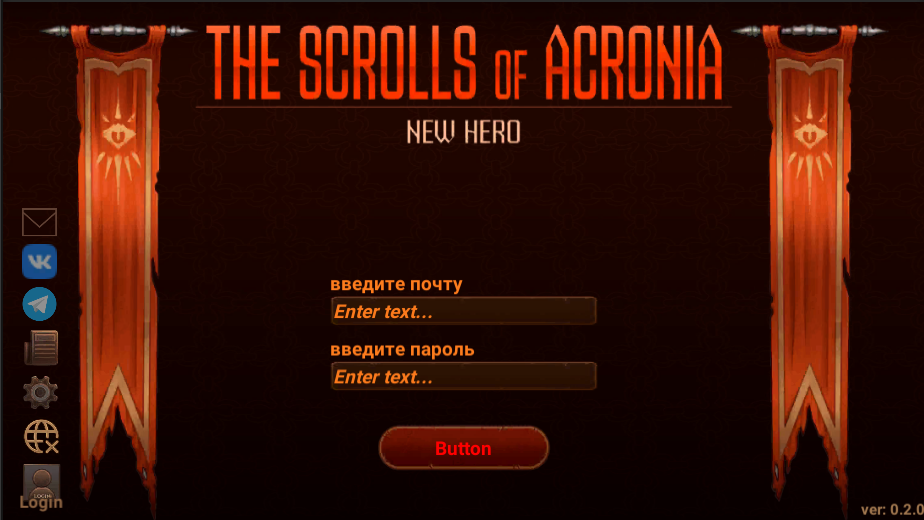 THE SCROLLS OF ACRONIA
NEW HERO
введите почту
Enter text...
введите пароль
Enter text...
Button
LOGIN
Login
ver: 0.2.0